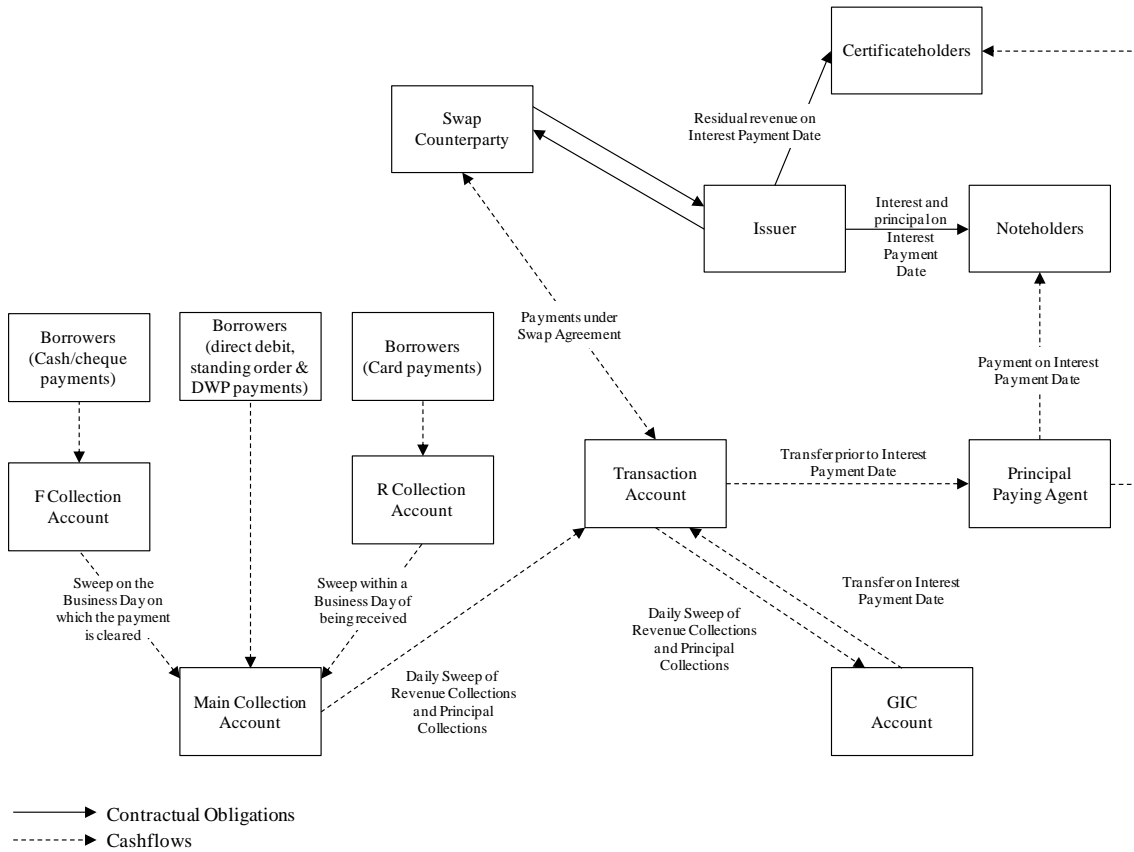 Certificateholders
Swap
Counterparty
Residual revenue on
Interest Payment Date
Issuer
Interest and
principal on
Interest
Payment
Date
Noteholders
Payments under
Swap Agreement
Borrowers
(Cash/cheque
payments)
Borrowers
(direct debit,
standing order &
DWP payments)
Borrowers
(Card payments)
Payment on Interest
Payment Date
F Collection
Account
R Collection
Account
Transaction
Account
Transfer prior to Interest
Payment Date
Principal
Paying Agent
Sweep on the
Business Day on
which the payment
is cleared
Sweep within a
Business Day of
being received
Transfer on Interest
Payment Date
Daily Sweep of
Revenue Collections
and Principal
Collections
Main Collection
Account
Daily Sweep of
Revenue Collections
and Principal
Collections
GIC
Account
Contractual Obligations
Cashflows